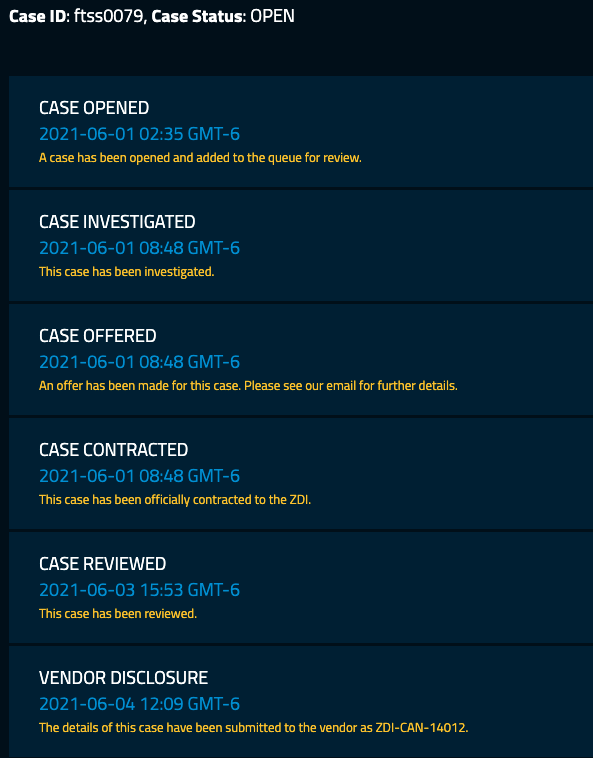 Case ID: ftss0079, Case Status: OPEN
CASE OPENED
2021-06-01 02:35 GMT-6
A case has been opened and added to the queue for review.
CASE INVESTIGATED
2021-06-01 08:48 GMT-6
This case has been investigated.
CASE OFFERED
2021-06-01 08:48 GMT-6
An offer has been made for this case. Please see our email for further details.
CASE CONTRACTED
2021-06-01 08:48 GMT-6
This case has been officially contracted to the ZDI.
CASE REVIEWED
2021-06-03 15:53 GMT-6
This case has been reviewed.
VENDOR DISCLOSURE
2021-06-04 12:09 GMT-6
The details of this case have been submitted to the vendor as ZDI-CAN-14012.